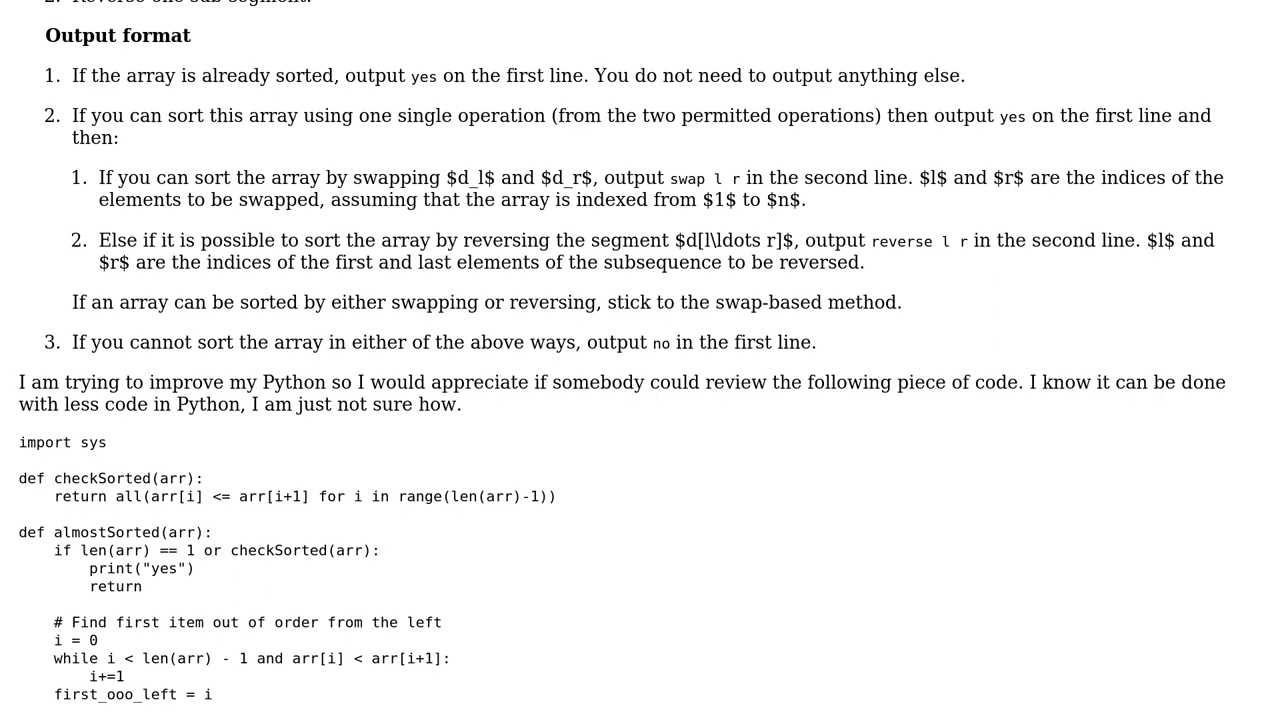 2. Reverse one sub-segment.
Output format
1. If the array is already sorted, output yes on the first line. You do not need to output anything else.
2. If you can sort this array using one single operation (from the two permitted operations) then output yes on the first line and
then:
1. If you can sort the array by swapping $d_l$ and $d_r$, output swap l r in the second line. $l$ and $r$ are the indices of the
elements to be swapped, assuming that the array is indexed from $1$ to $n$.
2. Else if it is possible to sort the array by reversing the segment $d[l\ldots r]$, output reverse l r in the second line. $l$ and
$r$ are the indices of the first and last elements of the subsequence to be reversed.
If an array can be sorted by either swapping or reversing, stick to the swap-based method.
3. If you cannot sort the array in either of the above ways, output no in the first line.
I am trying to improve my Python so I would appreciate if somebody could review the following piece of code. I know it can be done
with less code in Python, I am just not sure how.
import sys
def checkSorted(arr):
    return all(arr[i] <= arr[i+1] for i in range(len(arr)-1))
def almostSorted(arr):
    if len(arr) == 1 or checkSorted(arr):
        print("yes")
        return
    # Find first item out of order from the left
    i = 0
    while i < len(arr) - 1 and arr[i] < arr[i+1]:
        i+=1
    first_ooo_left = i